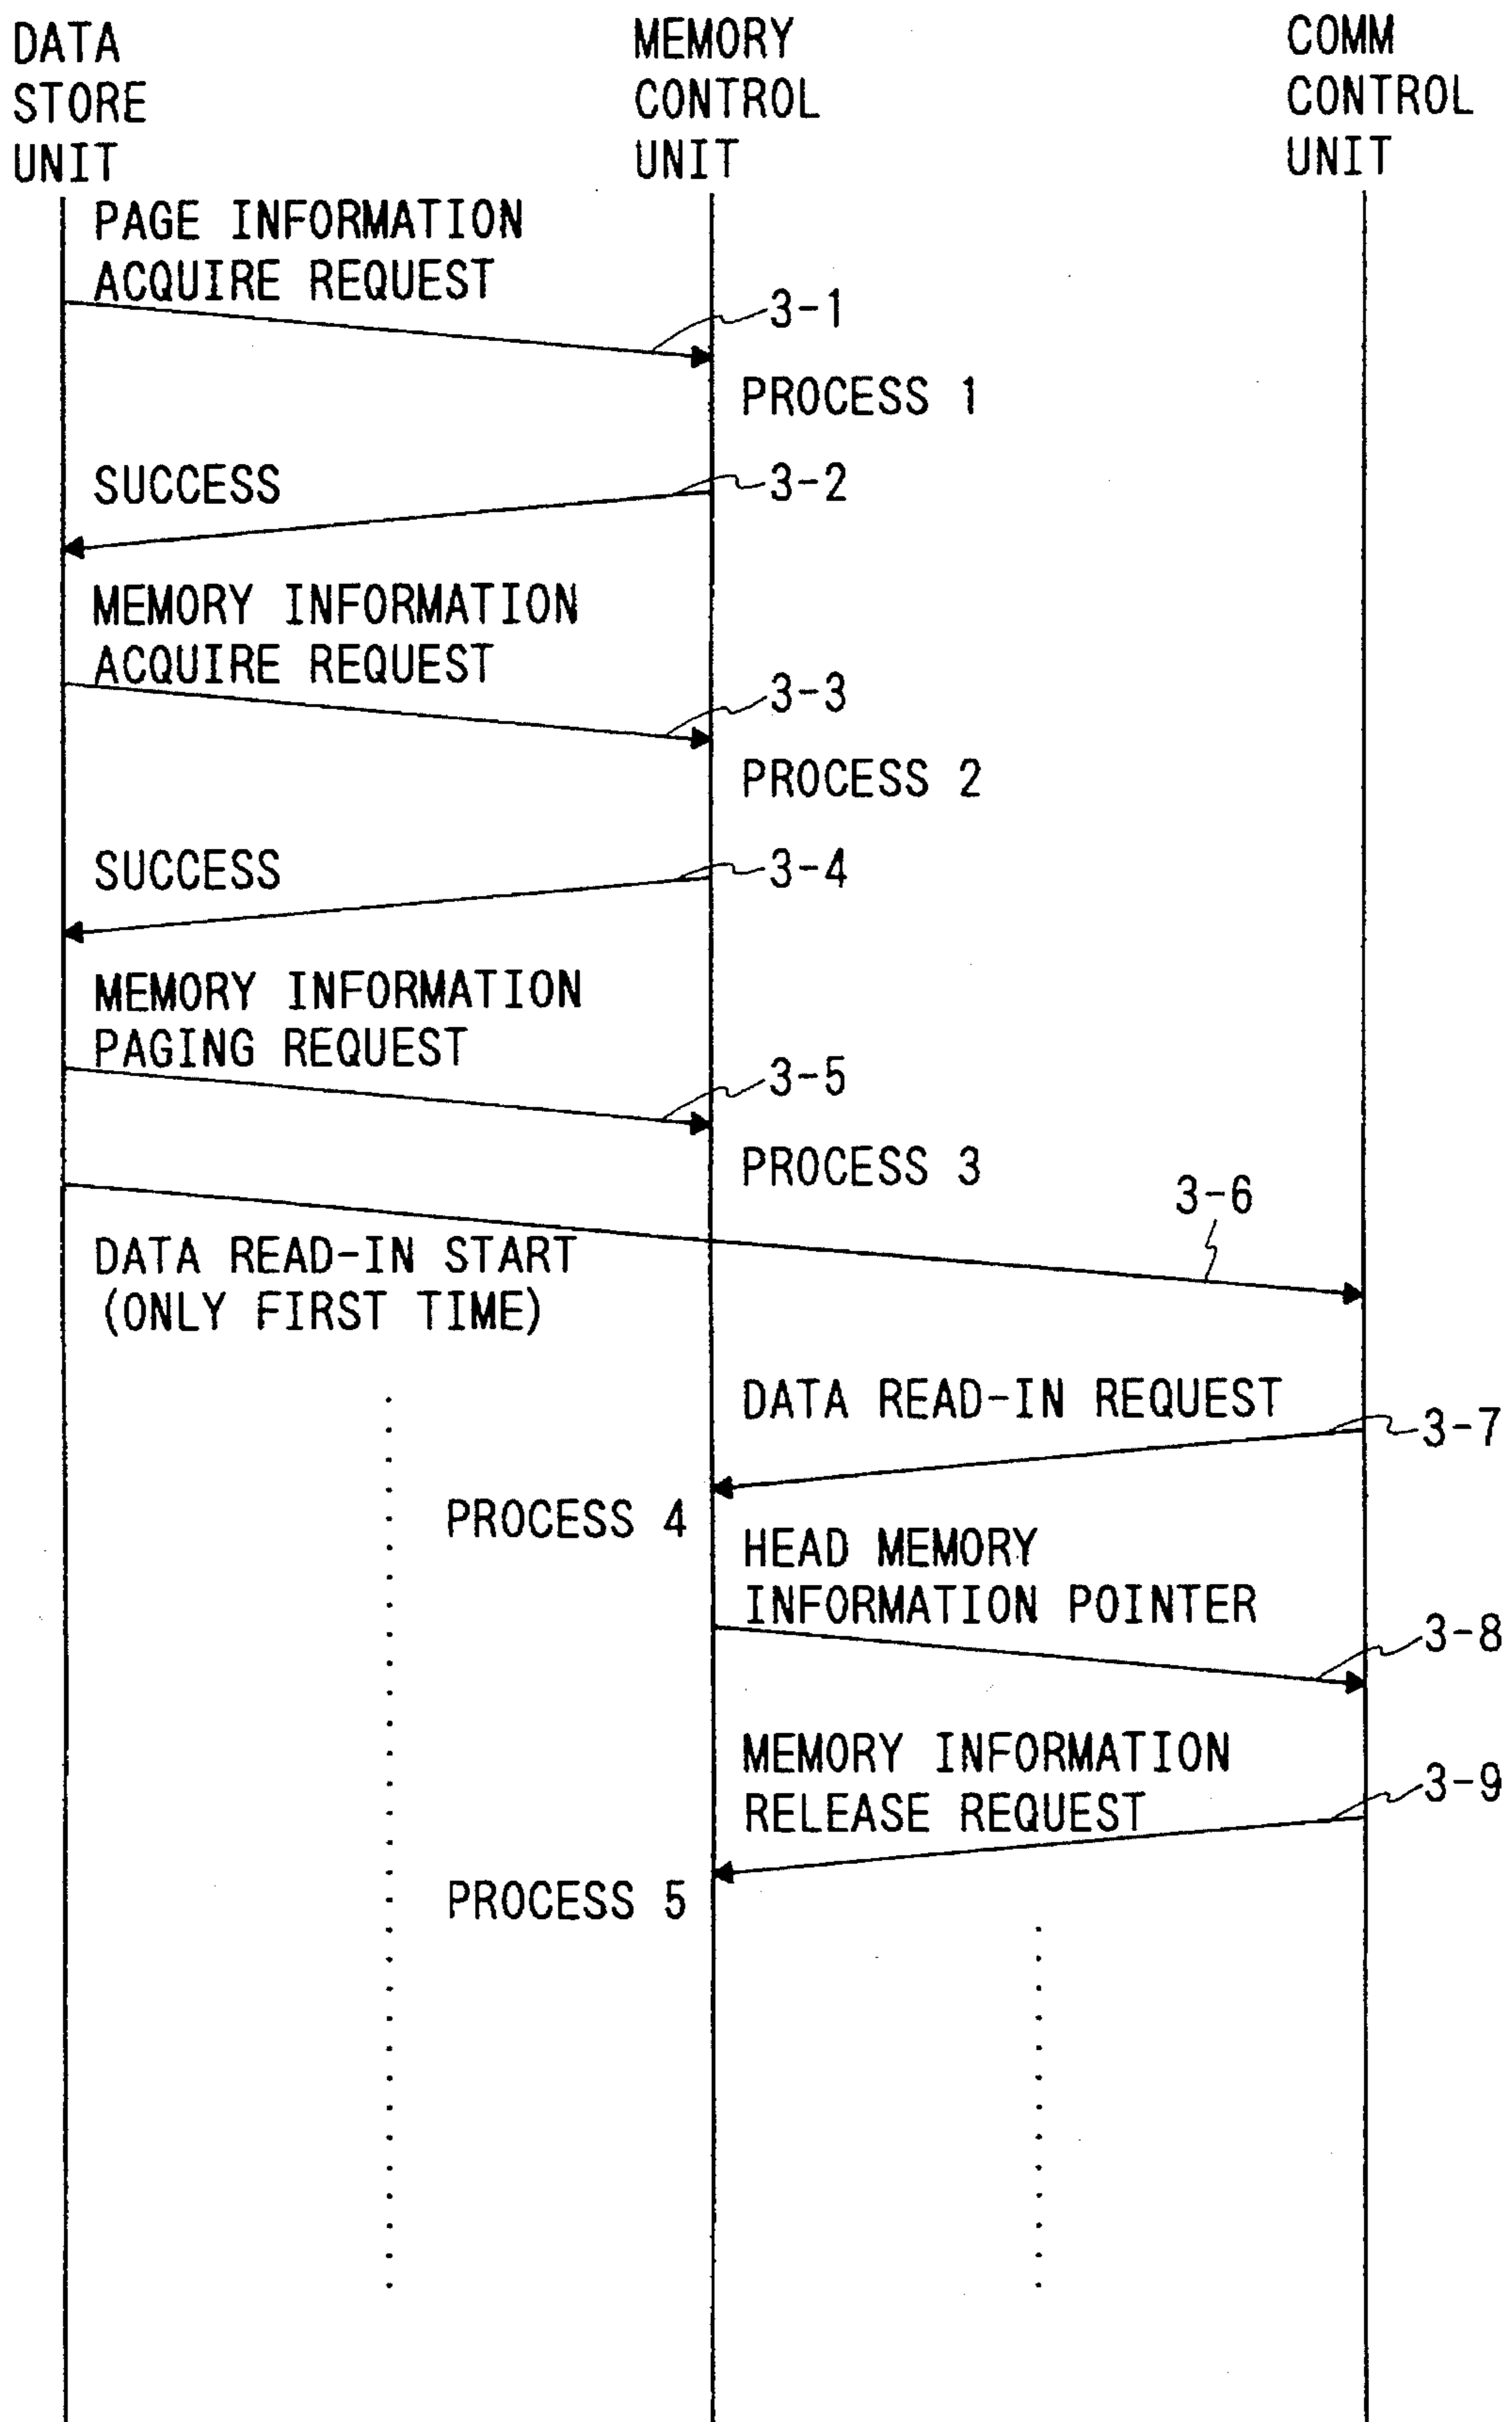 DATA
STORE
UNIT
MEMORY
CONTROL
UNIT
COMM
CONTROL
UNIT
PAGE INFORMATION
ACQUIRE REQUEST
3-1
PROCESS 1
SUCCESS
3-2
MEMORY INFORMATION
ACQUIRE REQUEST
3-3
PROCESS 2
SUCCESS
3-4
MEMORY INFORMATION
PAGING REQUEST
3-5
PROCESS 3
3-6
DATA READ-IN START
(ONLY FIRST TIME)
DATA READ-IN REQUEST
3-7
PROCESS 4
HEAD MEMORY
INFORMATION POINTER
3-8
MEMORY INFORMATION
RELEASE REQUEST
3-9
PROCESS 5